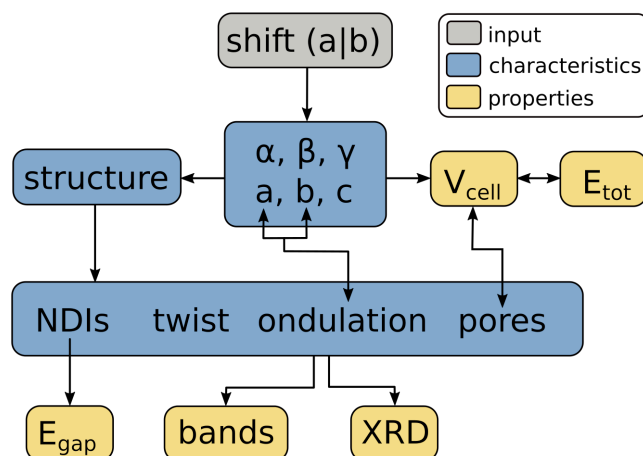 shift (a|b)
input
characteristics
properties
α, β, γ
a, b, c
structure
V_cell
E_tot
NDIs twist ondulation pores
E_gap
bands
XRD